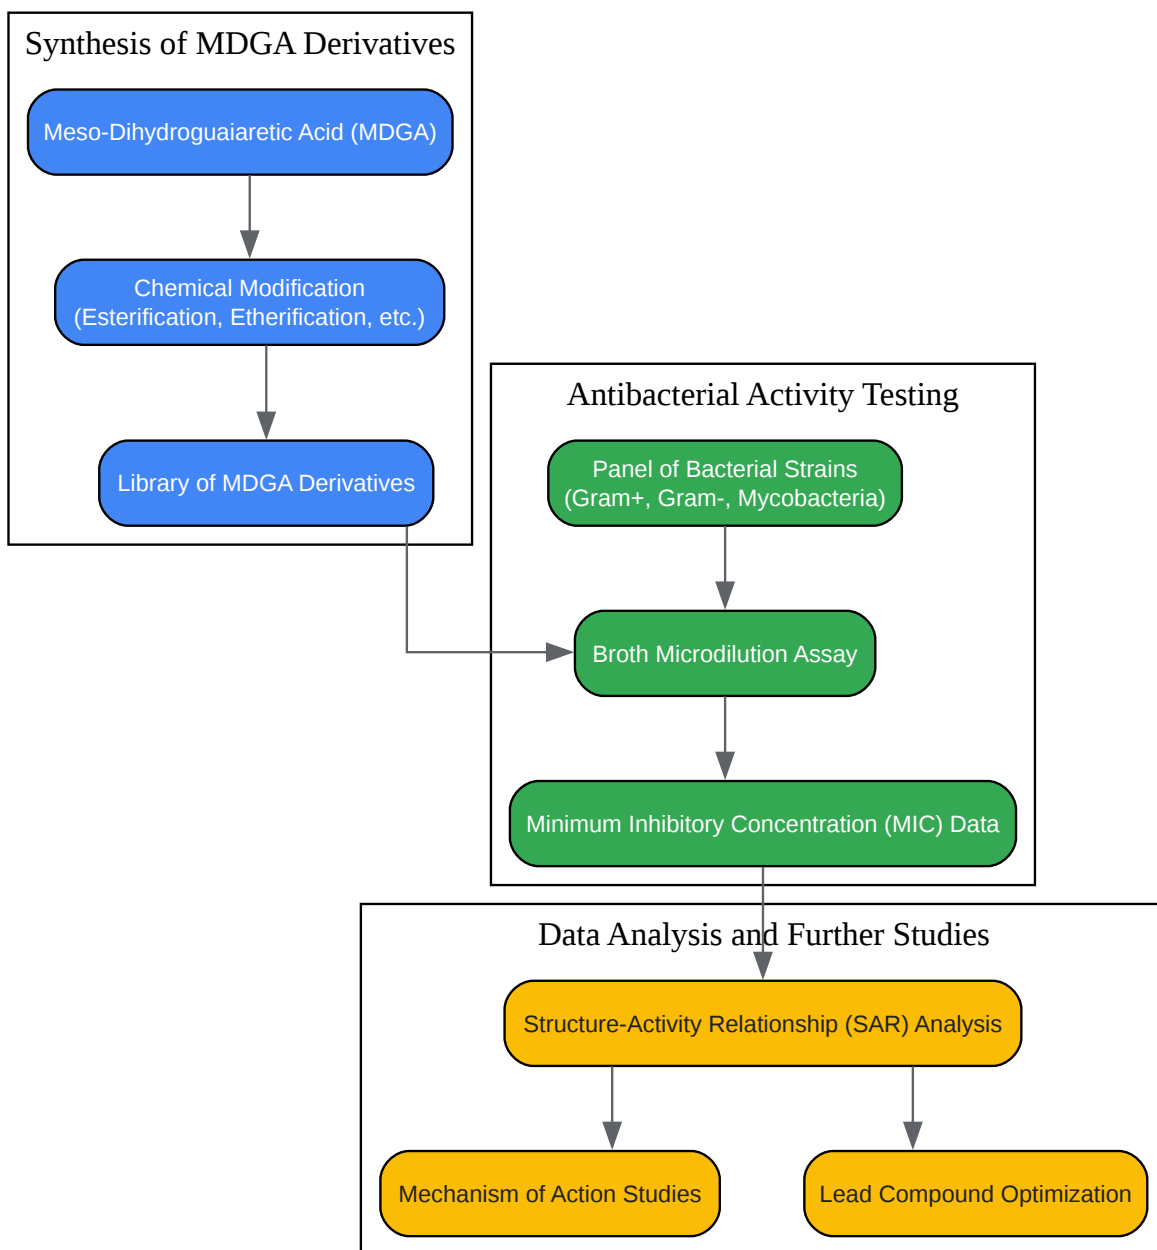 Synthesis of MDGA Derivatives
Meso-Dihydroguaiaretic Acid (MDGA)
Chemical Modification
(Esterification, Etherification, etc.)
Library of MDGA Derivatives
Antibacterial Activity Testing
Panel of Bacterial Strains
(Gram+, Gram-, Mycobacteria)
Broth Microdilution Assay
Minimum Inhibitory Concentration (MIC) Data
Data Analysis and Further Studies
Structure-Activity Relationship (SAR) Analysis
Mechanism of Action Studies
Lead Compound Optimization